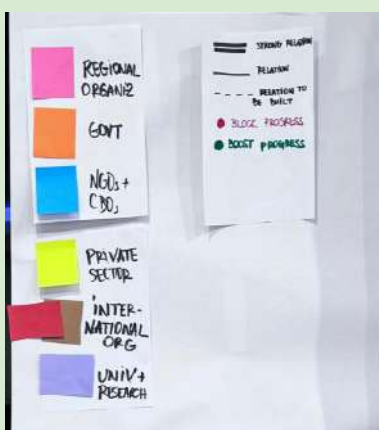 REGIONAL
ORGANIZ
GOVT
NGOs +
CBOs
PRIVATE
SECTOR
INTER-
NATIONAL
ORG
UNIV +
RESEARCH
STRONG RELATION
RELATION
RELATION TO
BE BUILT
BLOCK PROGRESS
BOOST PROGRESS